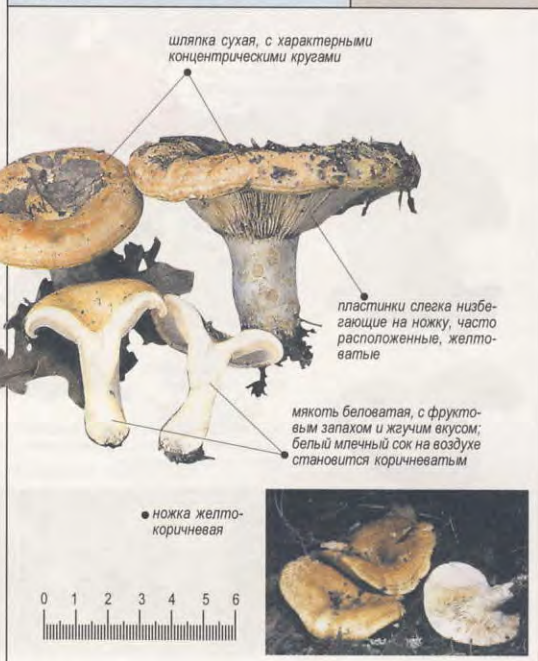 шляпка сухая, с характерными
концентрическими кругами
пластинки слегка низбе-
гающие на ножку, часто
расположенные, желто-
ватые
мякоть беловатая, с фрукто-
вым запахом и жгучим вкусом;
белый млечный сок на воздухе
становится коричневатым
ножка желто-
коричневая
0 1 2 3 4 5 6